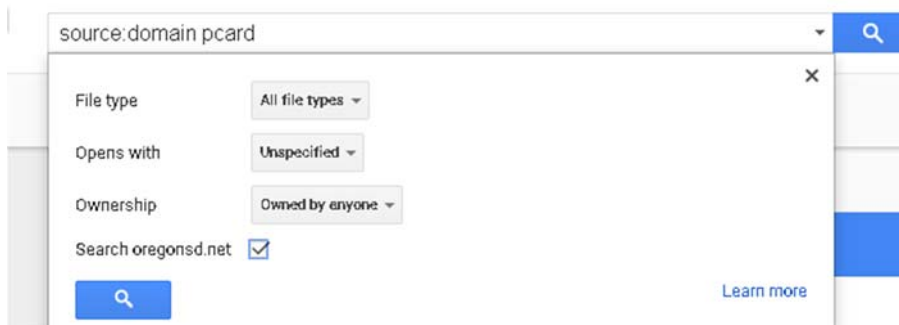 source:domain pcard
File type All file types
Opens with Unspecified
Ownership Owned by anyone
Search oregonsd.net
Learn more